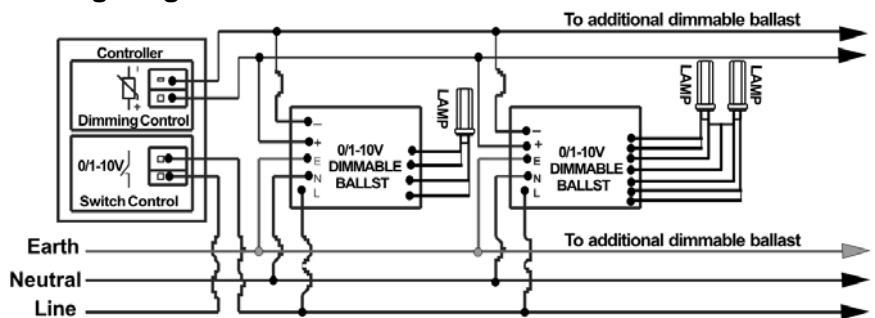 To additional dimmable ballast
Controller
Dimming Control
0/1-10V
Switch Control
− + E N L
0/1-10V
DIMMABLE
BALLST
LAMP
− + E N L
0/1-10V
DIMMABLE
BALLST
LAMP
LAMP
Earth
To additional dimmable ballast
Neutral
Line